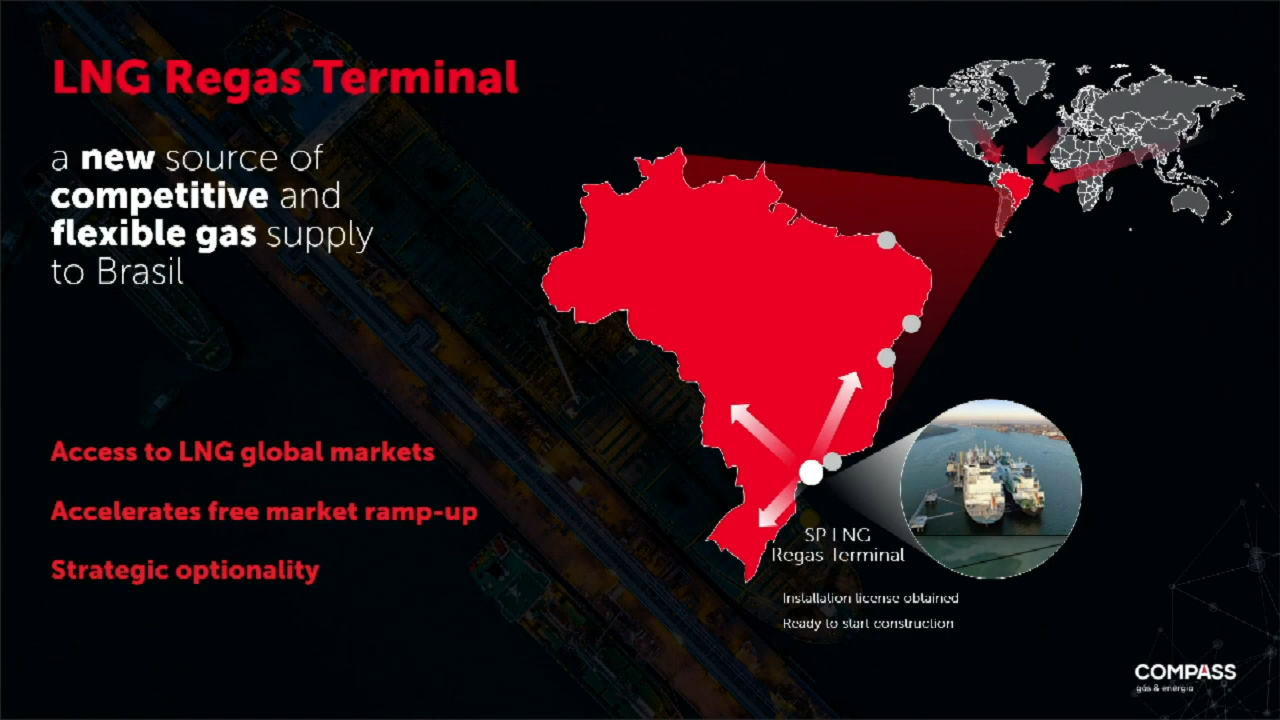 LNG Regas Terminal
a new source of
competitive and
flexible gas supply
to Brasil
Access to LNG global markets
Accelerates free market ramp-up
Strategic optionality
SP LNG
Regas Terminal
Installation license obtained
Ready to start construction
COMPASS
gás & energia